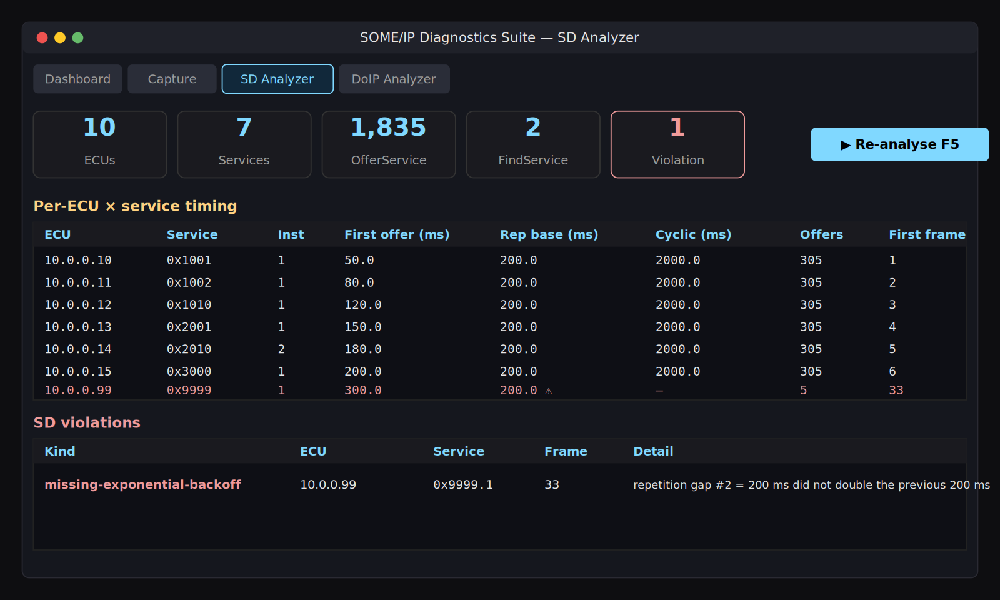 SOME/IP Diagnostics Suite — SD Analyzer
Dashboard Capture SD Analyzer DoIP Analyzer
10 7 1,835 2 1
ECUs Services OfferService FindService Violation
▶ Re-analyse F5
Per-ECU × service timing
ECU Service Inst First offer (ms) Rep base (ms) Cyclic (ms) Offers First frame
10.0.0.10 0x1001 1 50.0 200.0 2000.0 305 1
10.0.0.11 0x1002 1 80.0 200.0 2000.0 305 2
10.0.0.12 0x1010 1 120.0 200.0 2000.0 305 3
10.0.0.13 0x2001 1 150.0 200.0 2000.0 305 4
10.0.0.14 0x2010 2 180.0 200.0 2000.0 305 5
10.0.0.15 0x3000 1 200.0 200.0 2000.0 305 6
10.0.0.99 0x9999 1 300.0 200.0 ⚠ — 5 33
SD violations
Kind ECU Service Frame Detail
missing-exponential-backoff 10.0.0.99 0x9999.1 33 repetition gap #2 = 200 ms did not double the previous 200 ms